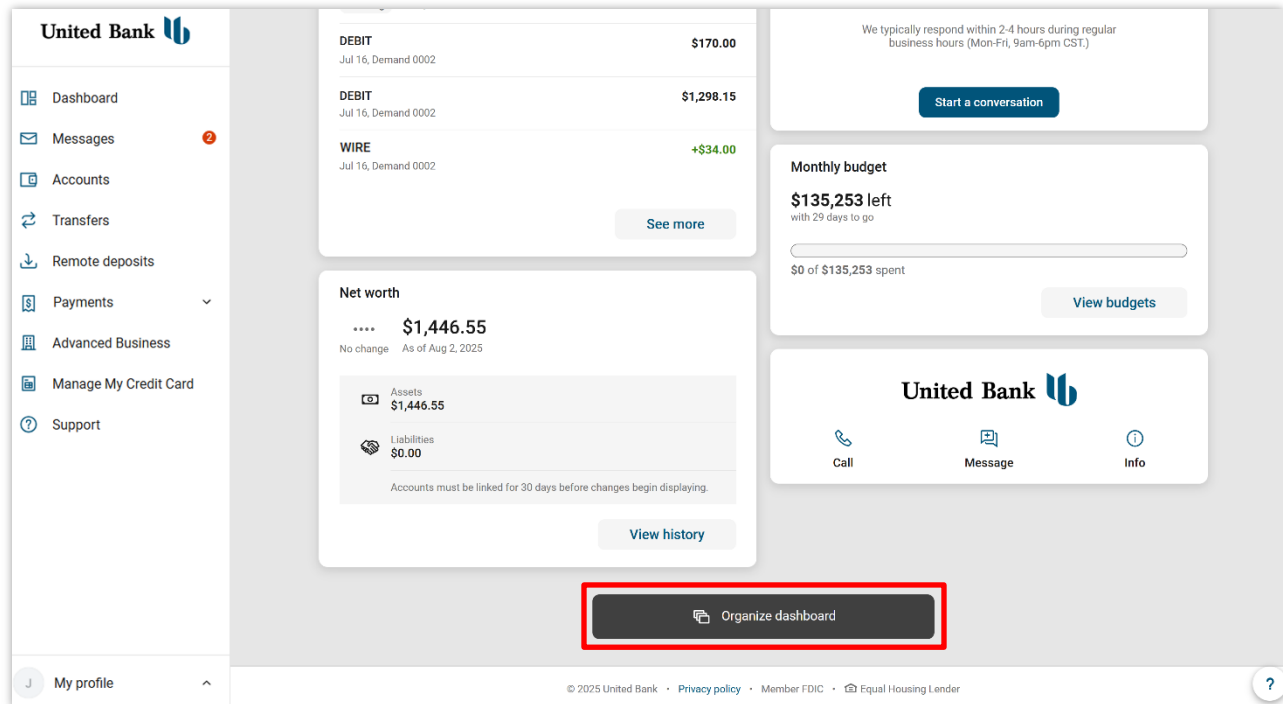 United Bank
Dashboard
Messages
2
Accounts
Transfers
Remote deposits
Payments
Advanced Business
Manage My Credit Card
Support
J
My profile
DEBIT
$170.00
Jul 16, Demand 0002
DEBIT
$1,298.15
Jul 16, Demand 0002
WIRE
+$34.00
Jul 16, Demand 0002
See more
Net worth
$1,446.55
No change
As of Aug 2, 2025
Assets
$1,446.55
Liabilities
$0.00
Accounts must be linked for 30 days before changes begin displaying.
View history
We typically respond within 2-4 hours during regular
business hours (Mon-Fri, 9am-6pm CST.)
Start a conversation
Monthly budget
$135,253 left
with 29 days to go
$0 of $135,253 spent
View budgets
United Bank
Call
Message
Info
Organize dashboard
© 2025 United Bank • Privacy policy • Member FDIC • Equal Housing Lender
?